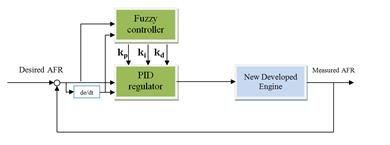 Fuzzy
controller
kp ki kd
Desired AFR
PID
regulator
New Developed
Engine
Measured AFR
de/dt